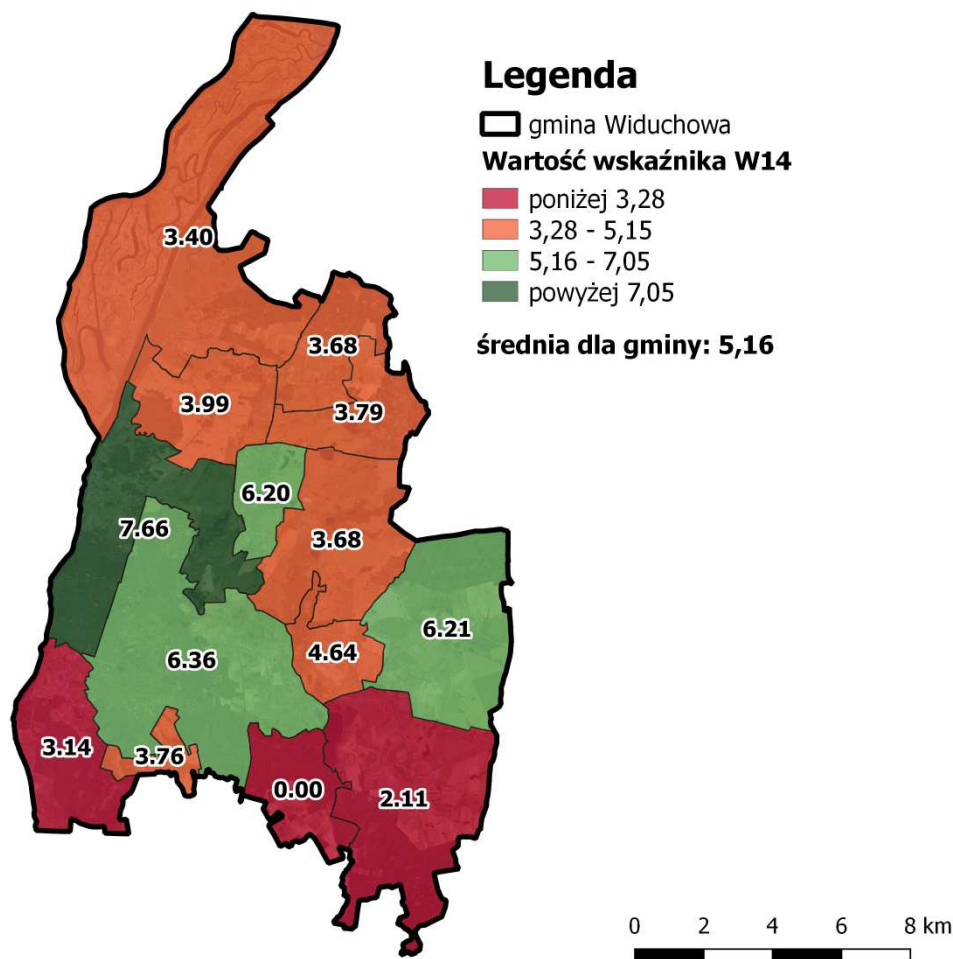 Legenda
gmina Widuchowa
Wartość wskaźnika W14
poniżej 3,28
3,28 - 5,15
5,16 - 7,05
powyżej 7,05
średnia dla gminy: 5,16
3.40
3.68
3.99
3.79
6.20
7.66
3.68
6.21
4.64
6.36
3.14
3.76
0.00
2.11
0 2 4 6 8 km